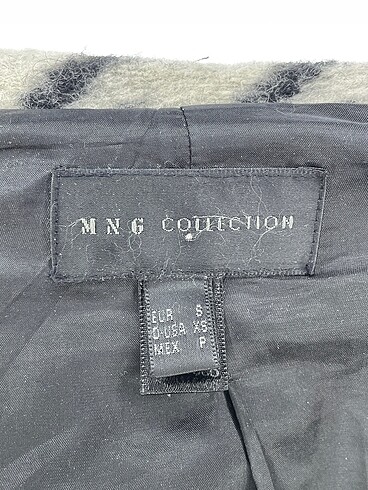 MNG COLLECTION
EUR S
O-USA XS
MEX P